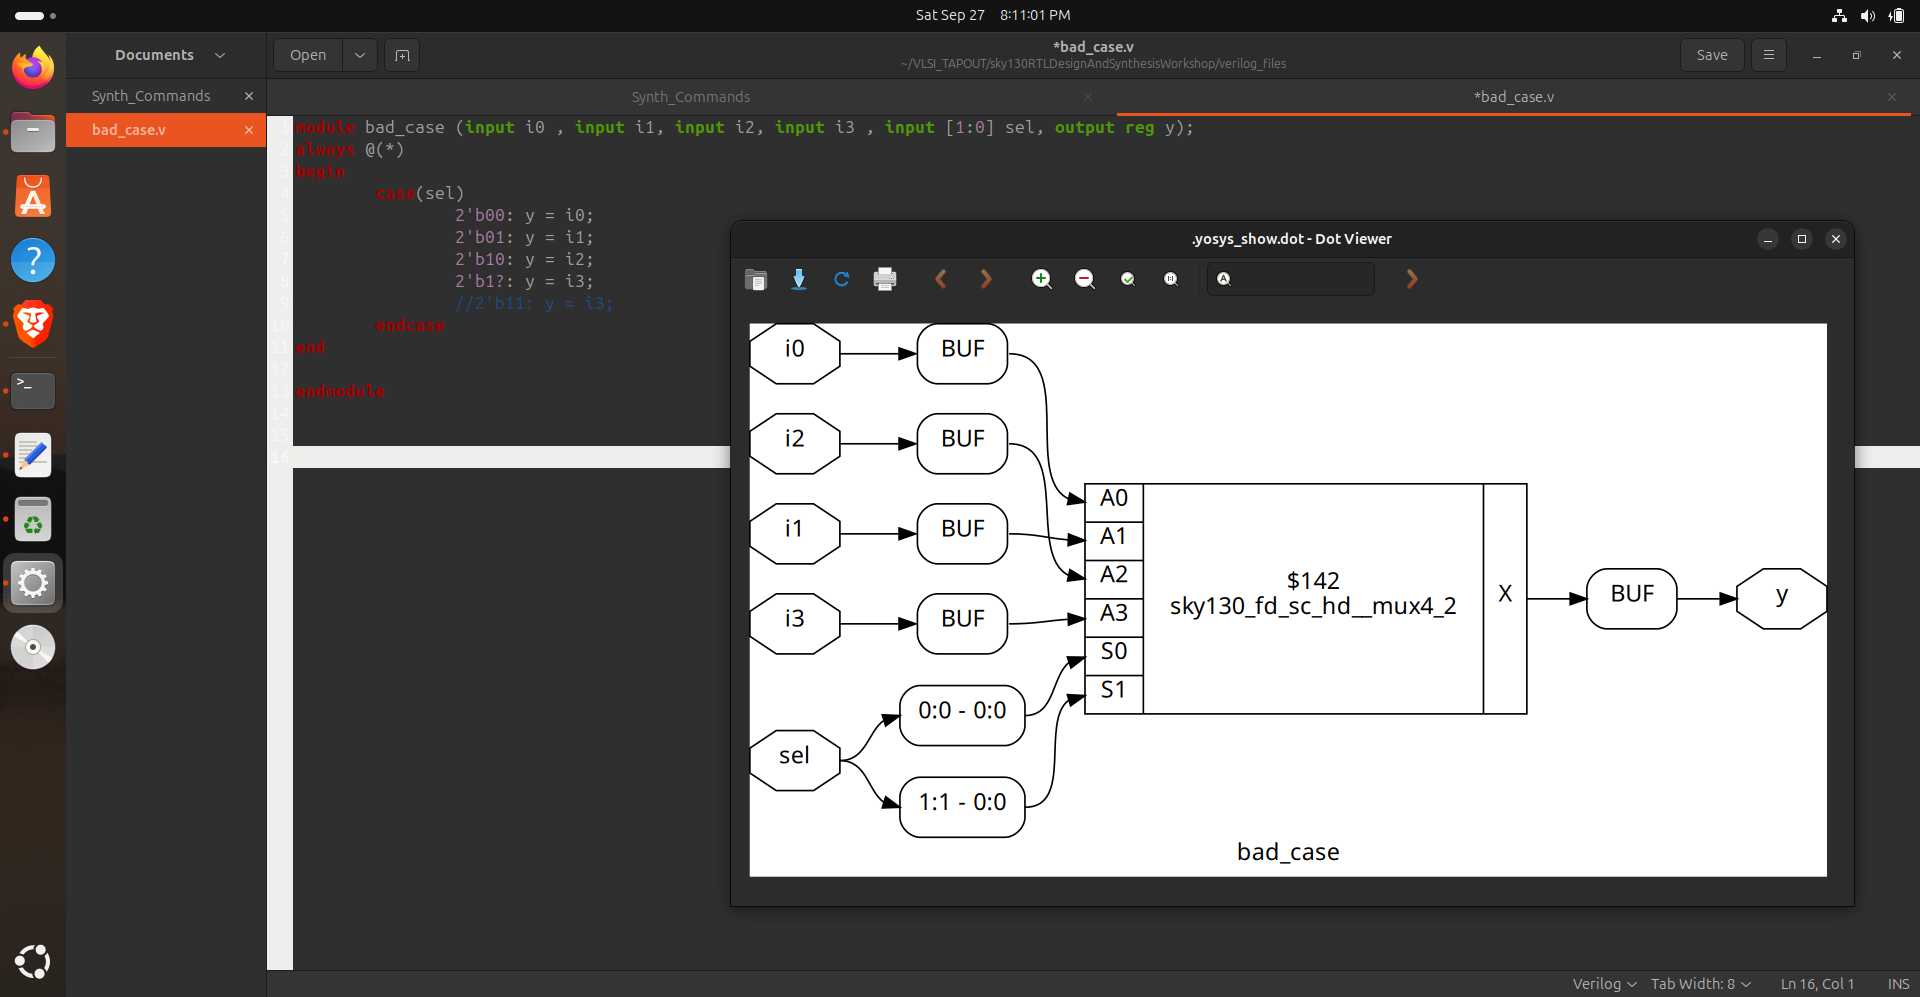 Sat Sep 27 8:11:01 PM
Documents
Open
*bad_case.v
~/VLSI_TAPOUT/sky130RTLDesignAndSynthesisWorkshop/verilog_files
Save
Synth_Commands
bad_case.v
Synth_Commands
*bad_case.v
1 module bad_case (input i0 , input i1, input i2, input i3 , input [1:0] sel, output reg y);
2 always @(*)
3 begin
4 case(sel)
5 2'b00: y = i0;
6 2'b01: y = i1;
7 2'b10: y = i2;
8 2'b1?: y = i3;
9 //2'b11: y = i3;
10 endcase
11 end
12
13 endmodule
14
15
16
.yosys_show.dot - Dot Viewer
i0
BUF
i2
BUF
i1
BUF
i3
BUF
sel
0:0 - 0:0
1:1 - 0:0
A0
A1
A2
A3
S0
S1
$142
sky130_fd_sc_hd__mux4_2
X
BUF
y
bad_case
Verilog
Tab Width: 8
Ln 16, Col 1
INS